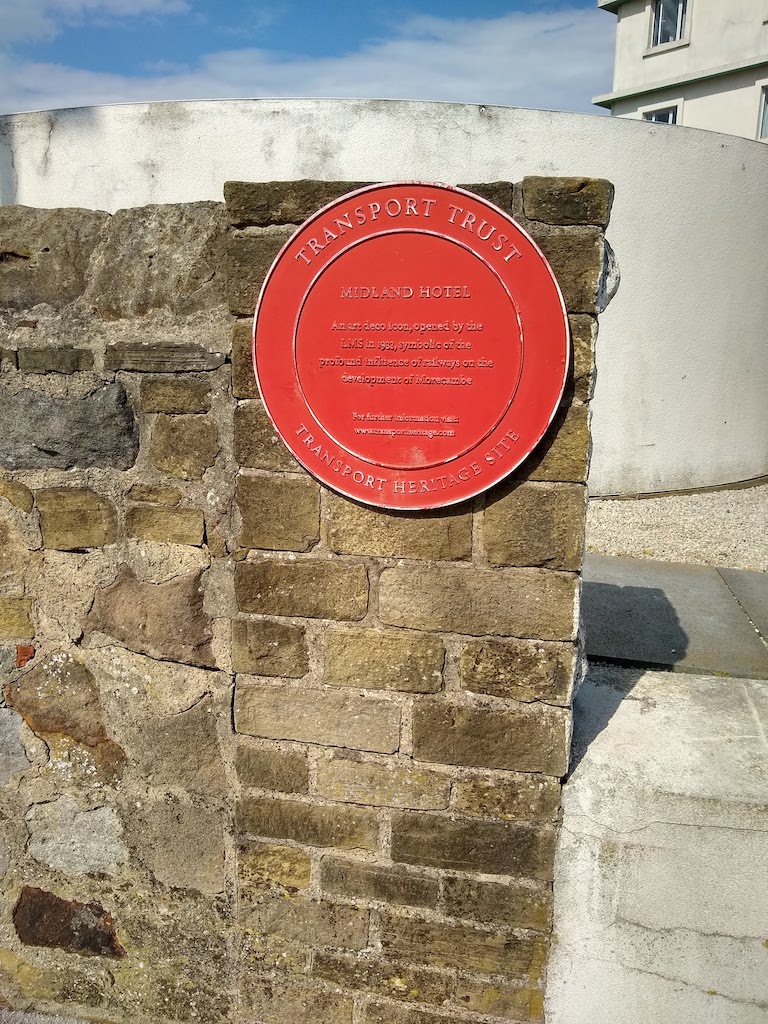 TRANSPORT TRUST
MIDLAND HOTEL
An art deco icon, opened by the
LMS in 1933, symbolic of the
profound influence of railways on the
development of Morecambe
For further information visit:
www.transportheritage.com
TRANSPORT HERITAGE SITE